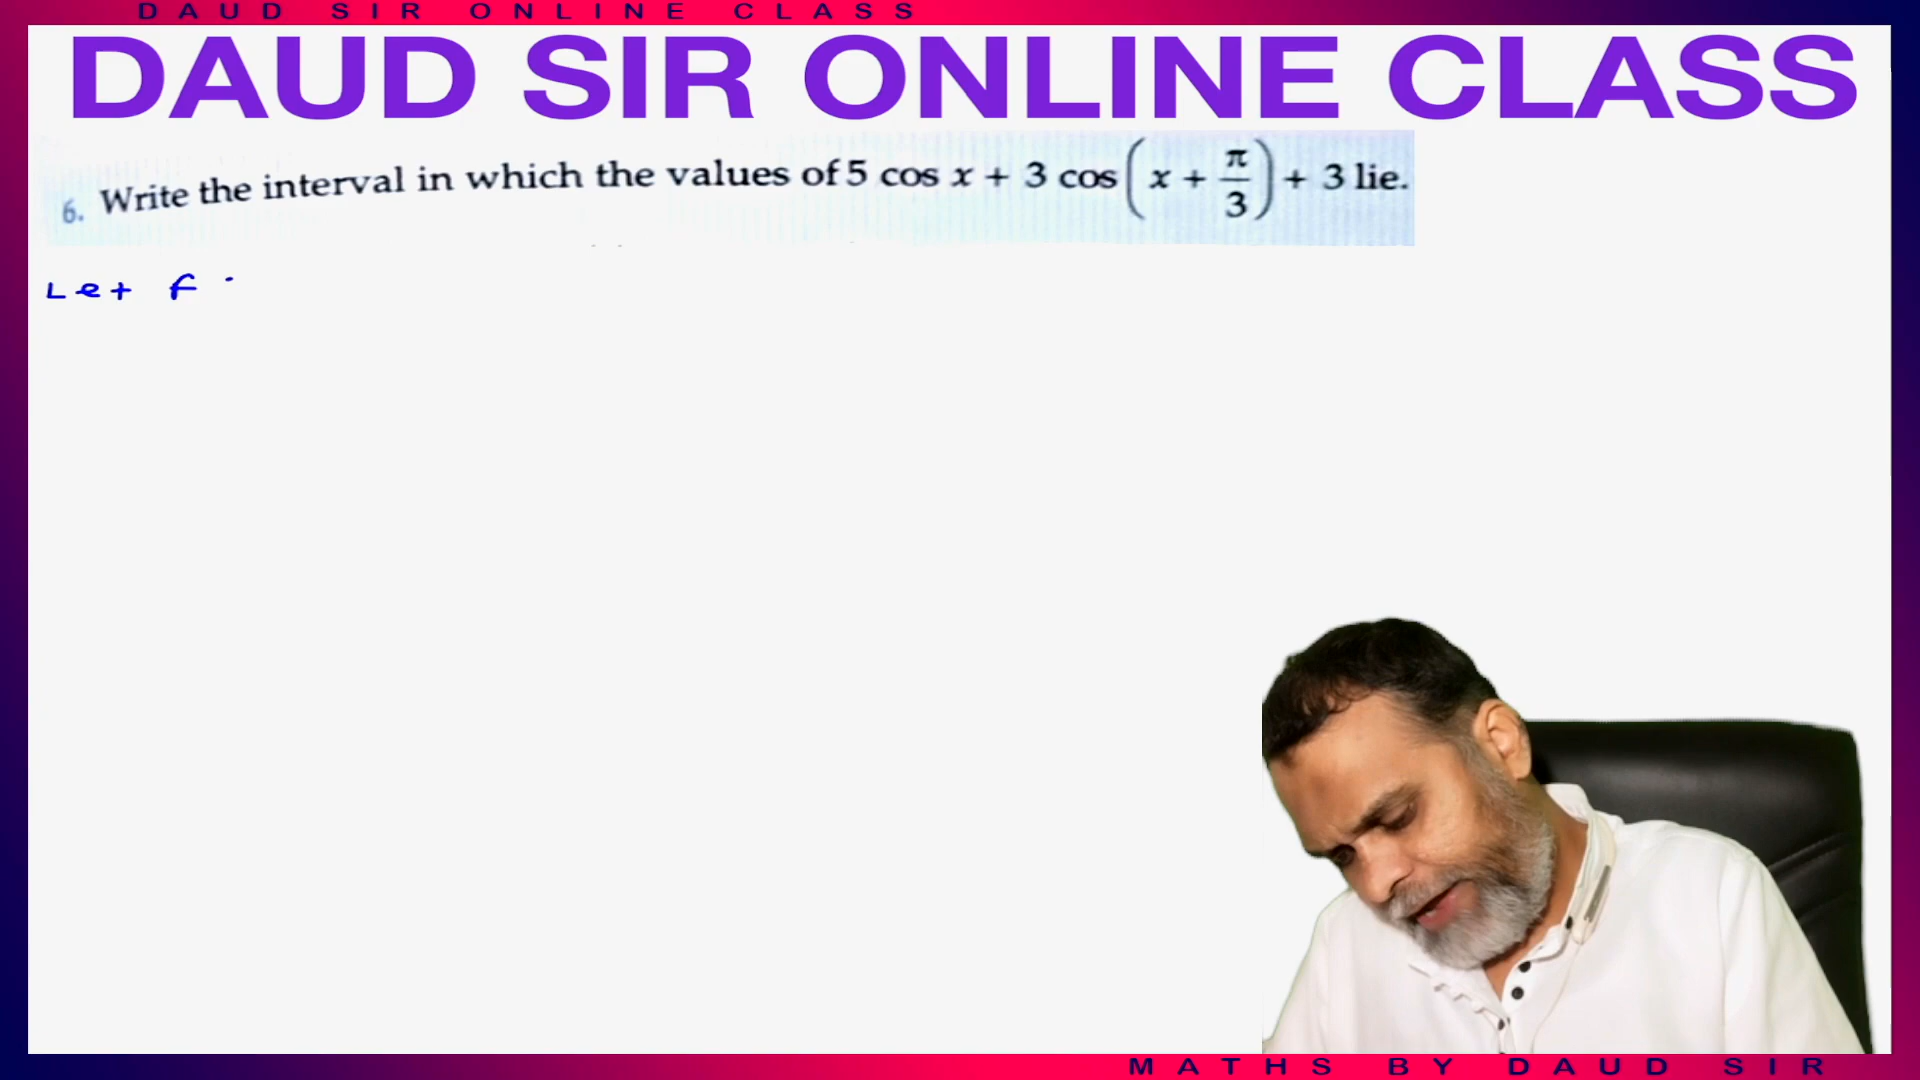 DAUD SIR ONLINE CLASS
DAUD SIR ONLINE CLASS
6. Write the interval in which the values of 5 cos x + 3 cos (x + π/3) + 3 lie.
Let f
MATHS BY DAUD SIR